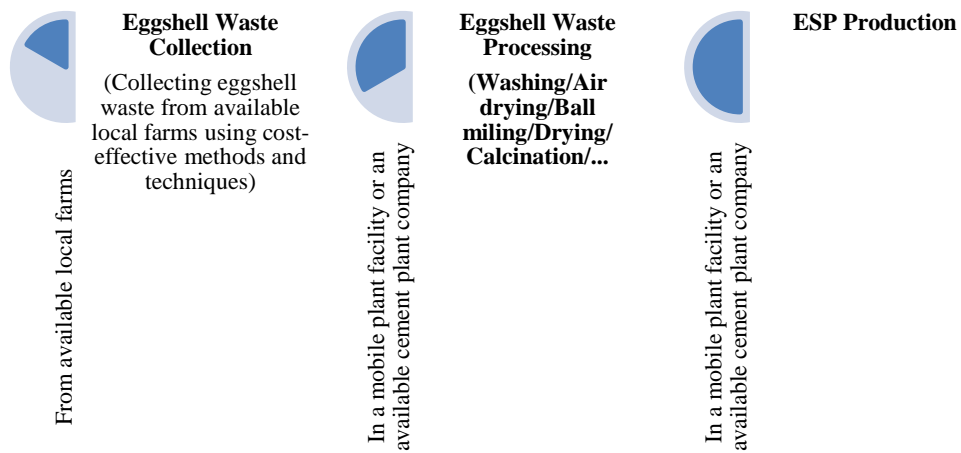 Eggshell Waste
Collection
(Collecting eggshell
waste from available
local farms using cost-
effective methods and
techniques)
From available local farms
Eggshell Waste
Processing
(Washing/Air
drying/Ball
miling/Drying/
Calcination/...
In a mobile plant facility or an
available cement plant company
ESP Production
In a mobile plant facility or an
available cement plant company